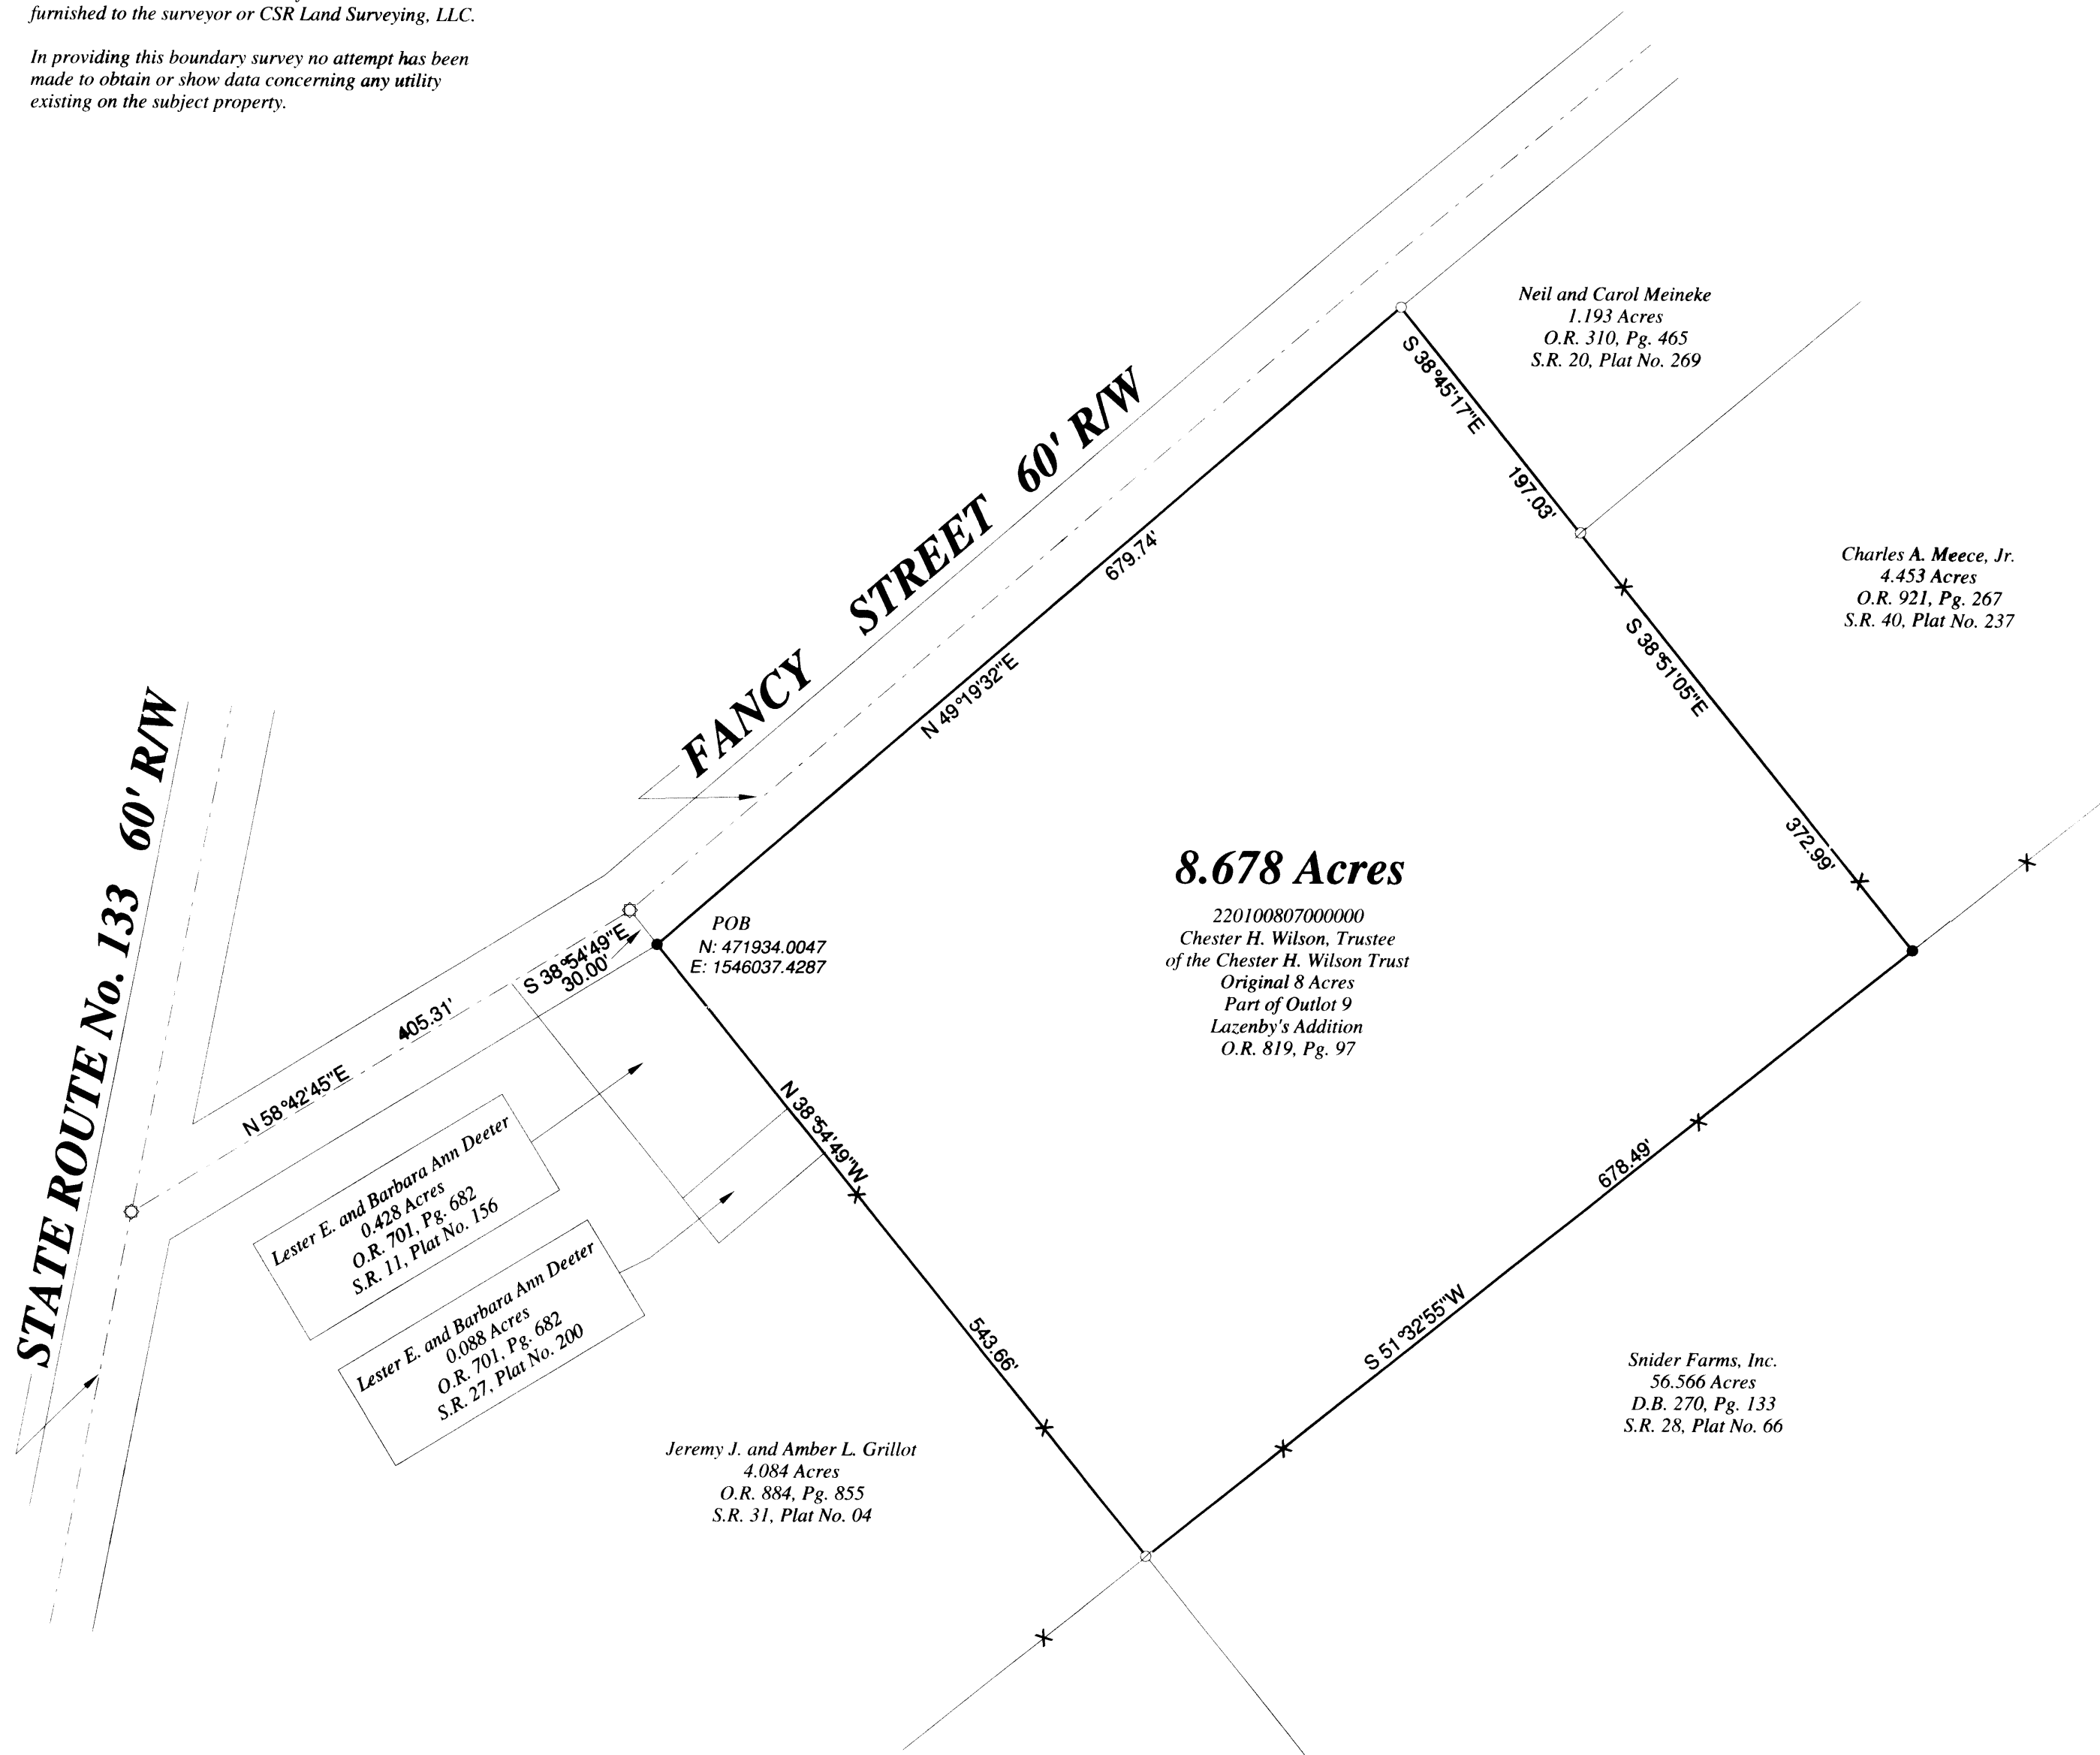 furnished to the surveyor or CSR Land Surveying, LLC.
In providing this boundary survey no attempt has been
made to obtain or show data concerning any utility
existing on the subject property.
Neil and Carol Meineke
1.193 Acres
O.R. 310, Pg. 465
S.R. 20, Plat No. 269
S 38°45'17"E
197.03'
FANCY STREET 60' R/W
679.74'
N 49°19'32"E
Charles A. Meece, Jr.
4.453 Acres
O.R. 921, Pg. 267
S.R. 40, Plat No. 237
S 38°51'05"E
372.99'
STATE ROUTE No. 133 60' R/W
8.678 Acres
220100807000000
Chester H. Wilson, Trustee
of the Chester H. Wilson Trust
Original 8 Acres
Part of Outlot 9
Lazenby's Addition
O.R. 819, Pg. 97
POB
N: 471934.0047
E: 1546037.4287
S 38°54'49"E
30.00'
405.31'
N 58°42'45"E
Lester E. and Barbara Ann Deeter
0.428 Acres
O.R. 701, Pg. 682
S.R. 11, Plat No. 156
Lester E. and Barbara Ann Deeter
0.088 Acres
O.R. 701, Pg. 682
S.R. 27, Plat No. 200
N 38°54'49"W
543.66'
678.49'
S 51°32'55"W
Snider Farms, Inc.
56.566 Acres
D.B. 270, Pg. 133
S.R. 28, Plat No. 66
Jeremy J. and Amber L. Grillot
4.084 Acres
O.R. 884, Pg. 855
S.R. 31, Plat No. 04